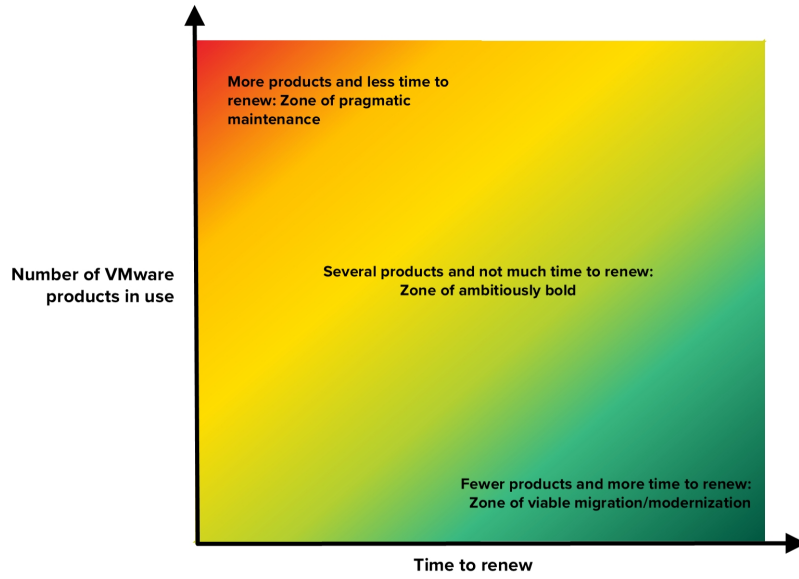 More products and less time to
renew: Zone of pragmatic
maintenance
Number of VMware
products in use
Several products and not much time to renew:
Zone of ambitiously bold
Fewer products and more time to renew:
Zone of viable migration/modernization
Time to renew